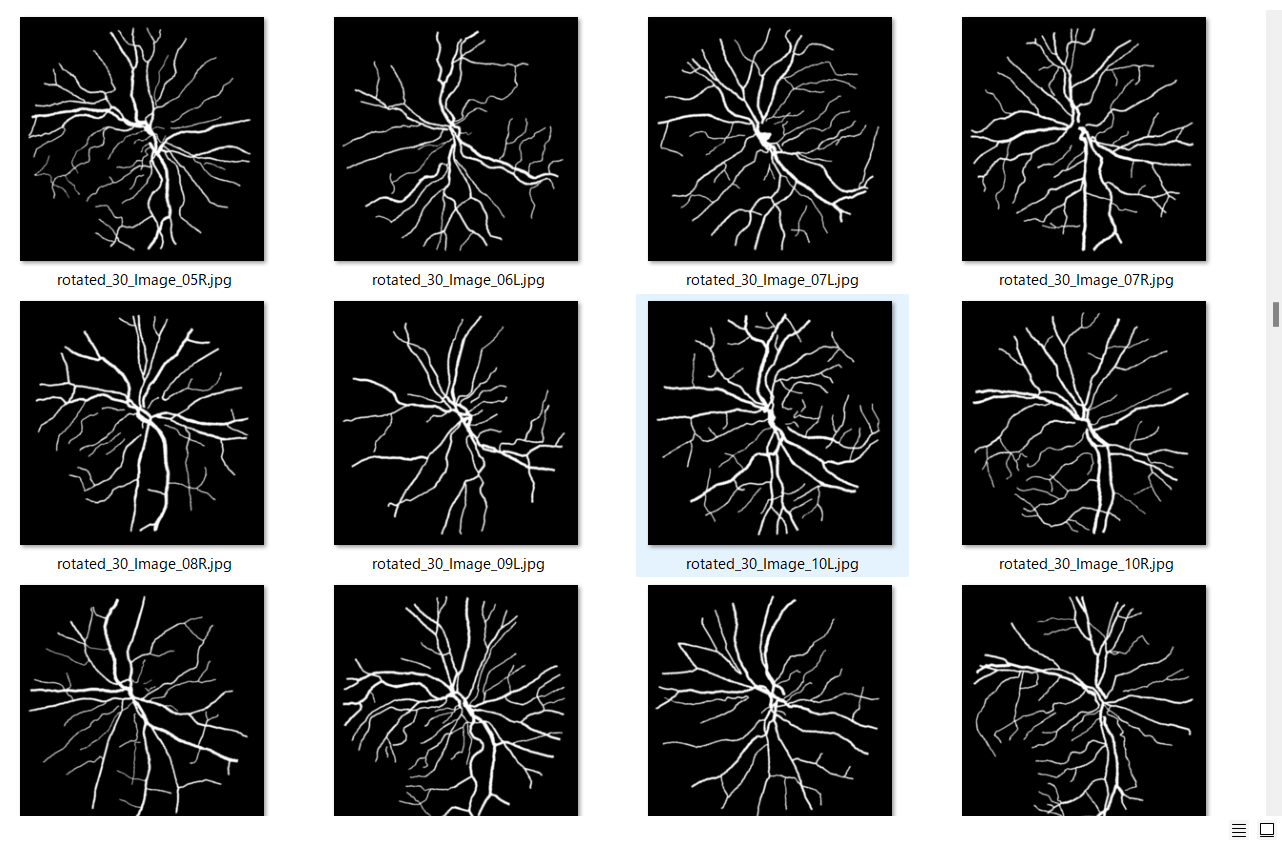 rotated_30_Image_05R.jpg
rotated_30_Image_06L.jpg
rotated_30_Image_07L.jpg
rotated_30_Image_07R.jpg
rotated_30_Image_08R.jpg
rotated_30_Image_09L.jpg
rotated_30_Image_10L.jpg
rotated_30_Image_10R.jpg